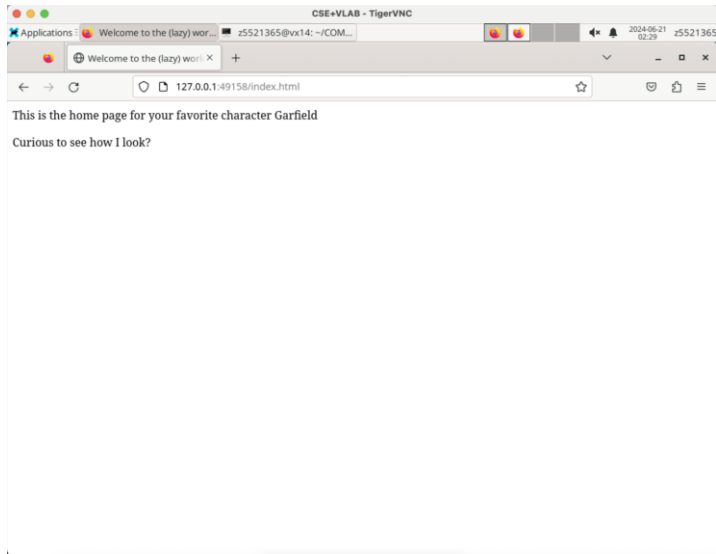 CSE+VLAB - TigerVNC
Applications Welcome to the (lazy) wor... z5521365@vx14: ~/COM... 2024-06-21 02:29 z5521365
Welcome to the (lazy) worl
127.0.0.1:49158/index.html
This is the home page for your favorite character Garfield
Curious to see how I look?